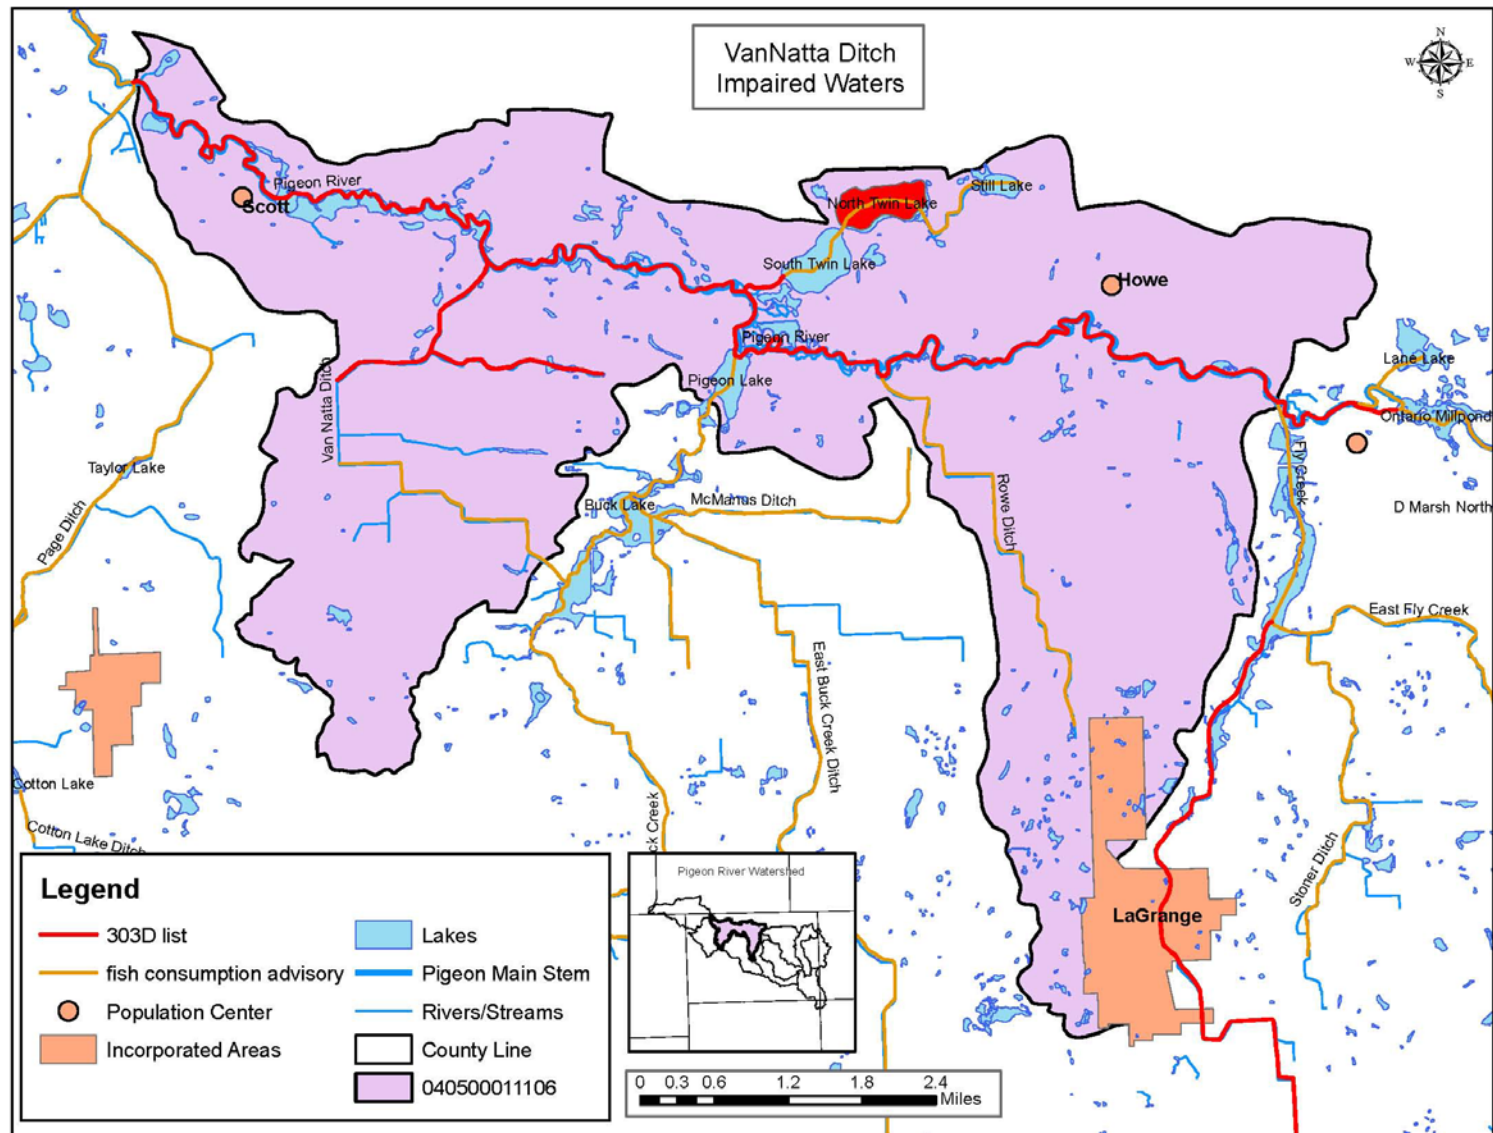 VanNatta Ditch
Impaired Waters
N
W
E
S
Pigeon River
Scott
Still Lake
North Twin Lake
South Twin Lake
Howe
Pigeon River
Lane Lake
Pigeon Lake
Van Natta Ditch
Ontario Millpond
Fly Creek
Taylor Lake
Buck Lake
McManus Ditch
Rowe Ditch
D Marsh North
Page Ditch
East Fly Creek
East Buck Creek Ditch
Cotton Lake
ck Creek
Cotton Lake Ditch
Stoner Ditch
LaGrange
Legend
303D list
fish consumption advisory
Population Center
Incorporated Areas
Lakes
Pigeon Main Stem
Rivers/Streams
County Line
040500011106
Pigeon River Watershed
0 0.3 0.6 1.2 1.8 2.4
Miles